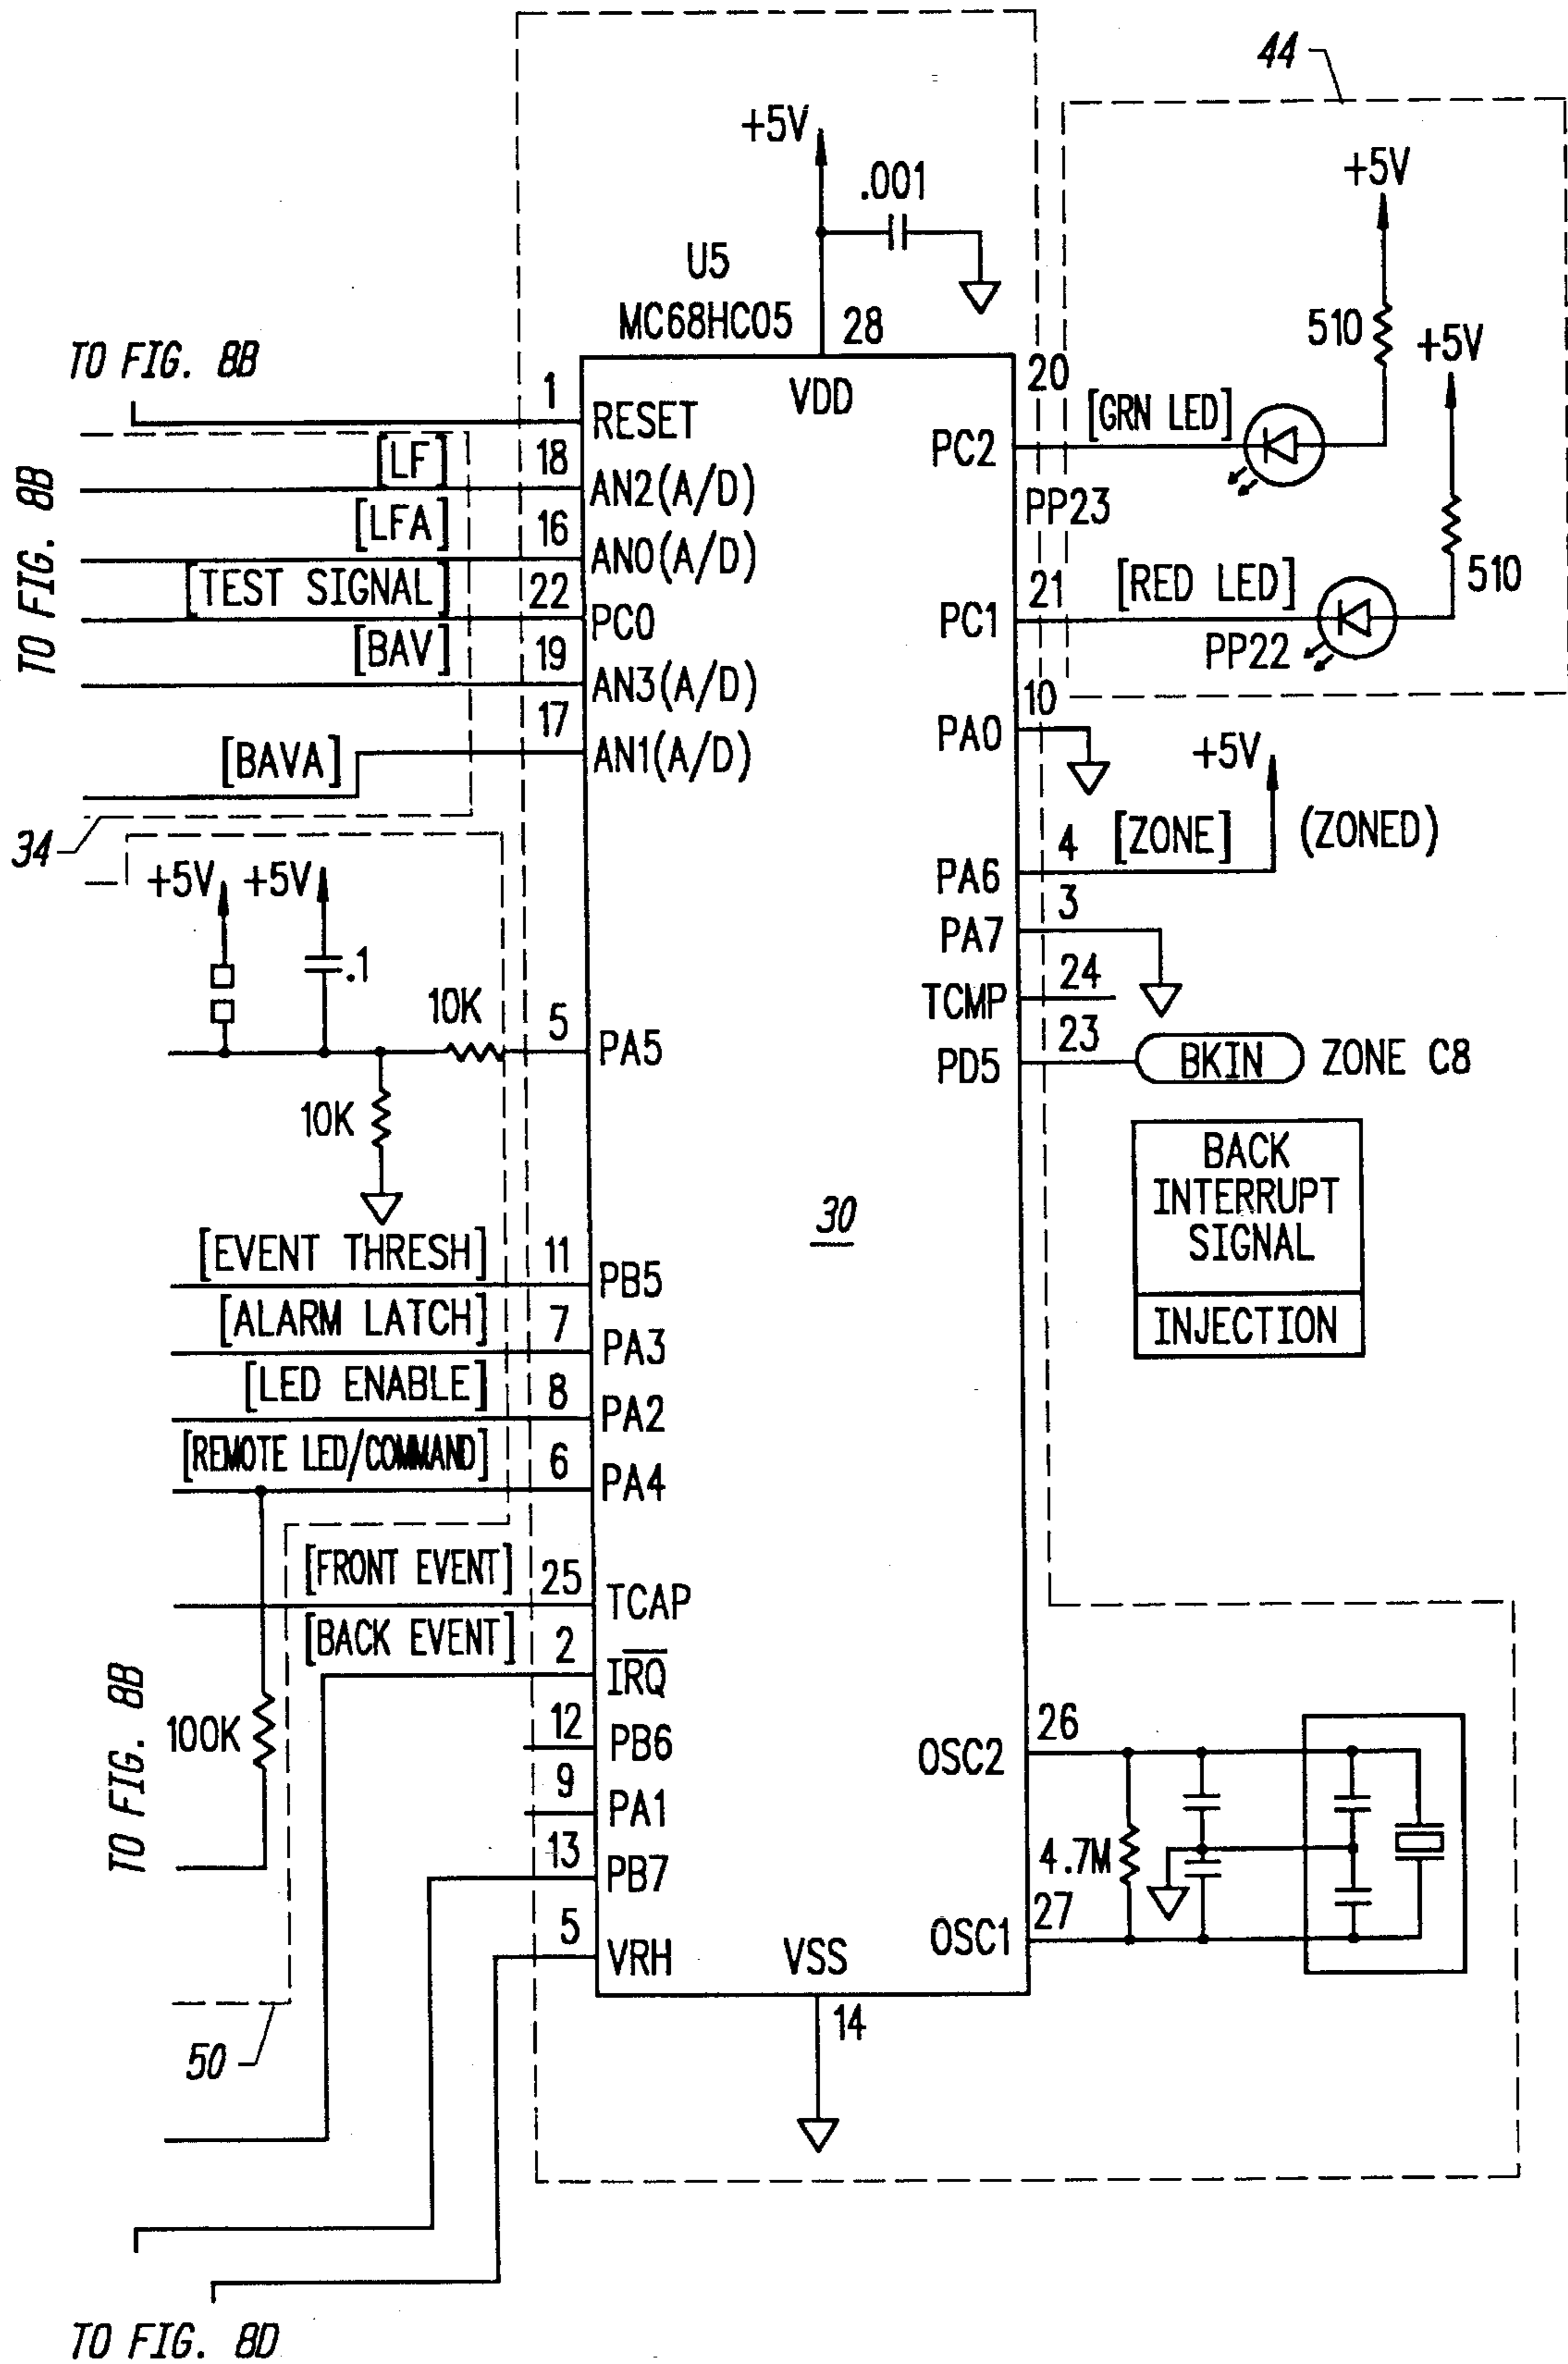 44
+5V
.001
+5V
U5
MC68HC05
28
510
+5V
TO FIG. 8B
1
RESET
VDD
20
[GRN LED]
PC2
[LF]
18
AN2(A/D)
PP23
TO FIG. 8B
[LFA]
16
AN0(A/D)
510
[TEST SIGNAL]
22
PC0
21
[RED LED]
PC1
PP22
[BAV]
19
AN3(A/D)
17
10
PA0
[BAVA]
AN1(A/D)
+5V
34
4
[ZONE]
(ZONED)
PA6
+5V
+5V
3
PA7
.1
24
TCMP
10K
5
PA5
23
PD5
BKIN
ZONE C8
10K
BACK
INTERRUPT
SIGNAL
INJECTION
30
[EVENT THRESH]
11
PB5
[ALARM LATCH]
7
PA3
[LED ENABLE]
8
PA2
[REMOTE LED/COMMAND]
6
PA4
[FRONT EVENT]
25
TCAP
[BACK EVENT]
2
IRQ
TO FIG. 8B
100K
12
PB6
26
OSC2
9
PA1
13
PB7
4.7M
5
VRH
VSS
27
OSC1
14
50
TO FIG. 8D